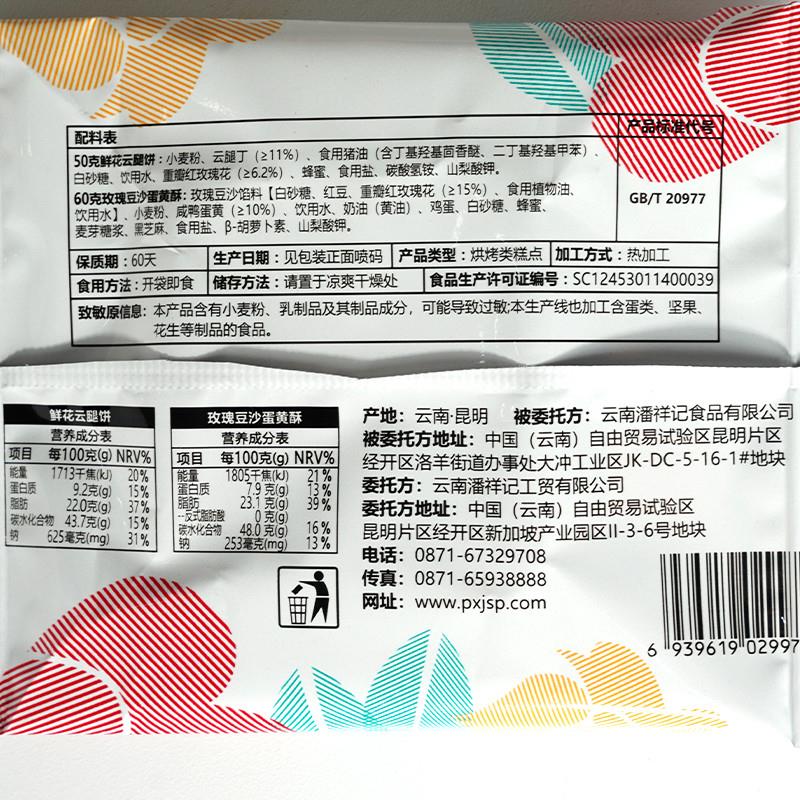 配料表 产品标准代号
50克鲜花云腿饼：小麦粉、云腿丁（≥11%）、食用猪油（含丁基羟基茴香醚、二丁基羟基甲苯）、
白砂糖、饮用水、重瓣红玫瑰花（≥6.2%）、蜂蜜、食用盐、碳酸氢铵、山梨酸钾。
60克玫瑰豆沙蛋黄酥：玫瑰豆沙馅料【白砂糖、红豆、重瓣红玫瑰花（≥15%）、食用植物油、
饮用水】、小麦粉、咸鸭蛋黄（≥10%）、饮用水、奶油（黄油）、鸡蛋、白砂糖、蜂蜜、
麦芽糖浆、黑芝麻、食用盐、β-胡萝卜素、山梨酸钾。
GB/T 20977
保质期：60天 生产日期：见包装正面喷码 产品类型：烘烤类糕点 加工方式：热加工
食用方法：开袋即食 储存方法：请置于凉爽干燥处 食品生产许可证编号：SC12453011400039
致敏原信息：本产品含有小麦粉、乳制品及其制品成分，可能导致过敏;本生产线也加工含蛋类、坚果、
花生等制品的食品。
鲜花云腿饼
营养成分表
项目 每100克(g) NRV%
能量 1713千焦(kJ) 20%
蛋白质 9.2克(g) 15%
脂肪 22.0克(g) 37%
碳水化合物 43.7克(g) 15%
钠 625毫克(mg) 31%
玫瑰豆沙蛋黄酥
营养成分表
项目 每100克(g) NRV%
能量 1805千焦(kJ) 21%
蛋白质 7.9克(g) 13%
脂肪 23.1克(g) 39%
--反式脂肪酸 0克(g)
碳水化合物 48.0克(g) 16%
钠 253毫克(mg) 13%
产地：云南·昆明 被委托方：云南潘祥记食品有限公司
被委托方地址：中国（云南）自由贸易试验区昆明片区
经开区洛羊街道办事处大冲工业区JK-DC-5-16-1#地块
委托方：云南潘祥记工贸有限公司
委托方地址：中国（云南）自由贸易试验区
昆明片区经开区新加坡产业园区II-3-6号地块
电话：0871-67329708
传真：0871-65938888
网址：www.pxjsp.com
6 939619 02997